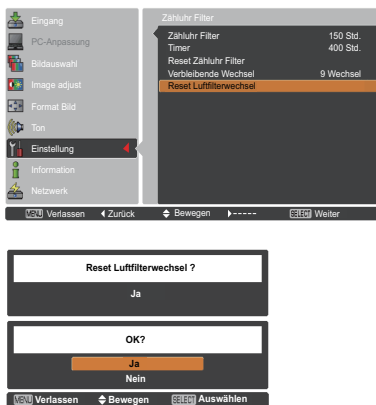 Eingang
PC-Anpassung
Bildauswahl
Image adjust
Format Bild
Ton
Einstellung
Information
Netzwerk
Zähluhr Filter
Zähluhr Filter 150 Std.
Timer 400 Std.
Reset Zähluhr Filter
Verbleibende Wechsel 9 Wechsel
Reset Luftfilterwechsel
MENU Verlassen Zurück Bewegen ----- SELECT Weiter
Reset Luftfilterwechsel ?
Ja
OK?
Ja
Nein
MENU Verlassen Bewegen SELECT Auswählen